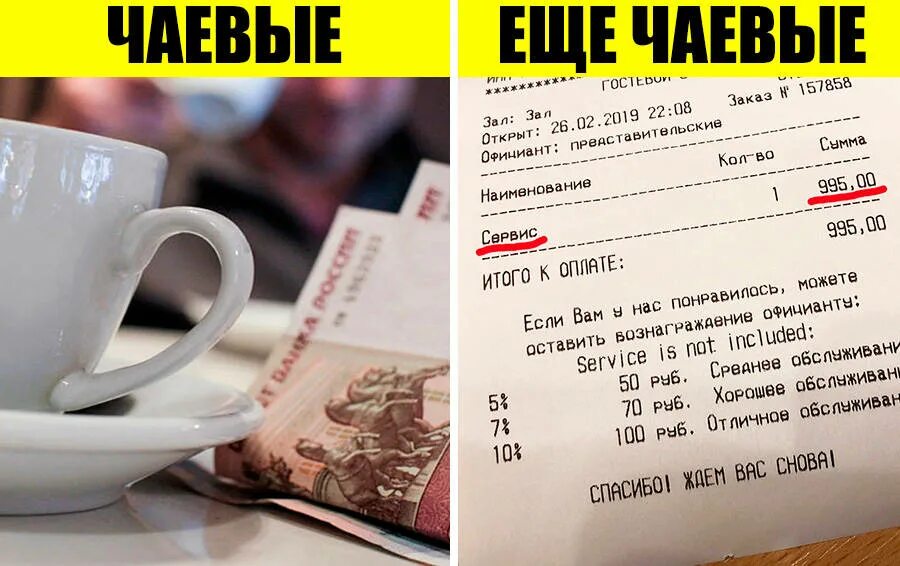 ЧАЕВЫЕ
ЕЩЕ ЧАЕВЫЕ
БАНКА РОССИИ
************
ГОСТЕВОЙ
Зал: Зал
Открыт: 26.02.2019 22:08 Заказ № 157858
Официант: представительские
Наименование Кол-во Сумма
Сервис 1 995,00
ИТОГО К ОПЛАТЕ: 995,00
Если Вам у нас понравилось, можете
оставить вознаграждение официанту:
Service is not included:
5% 50 руб. Среднее обслуживани
7% 70 руб. Хорошее обслуживан
10% 100 руб. Отличное обслуживан
СПАСИБО! ЖДЕМ ВАС СНОВА!